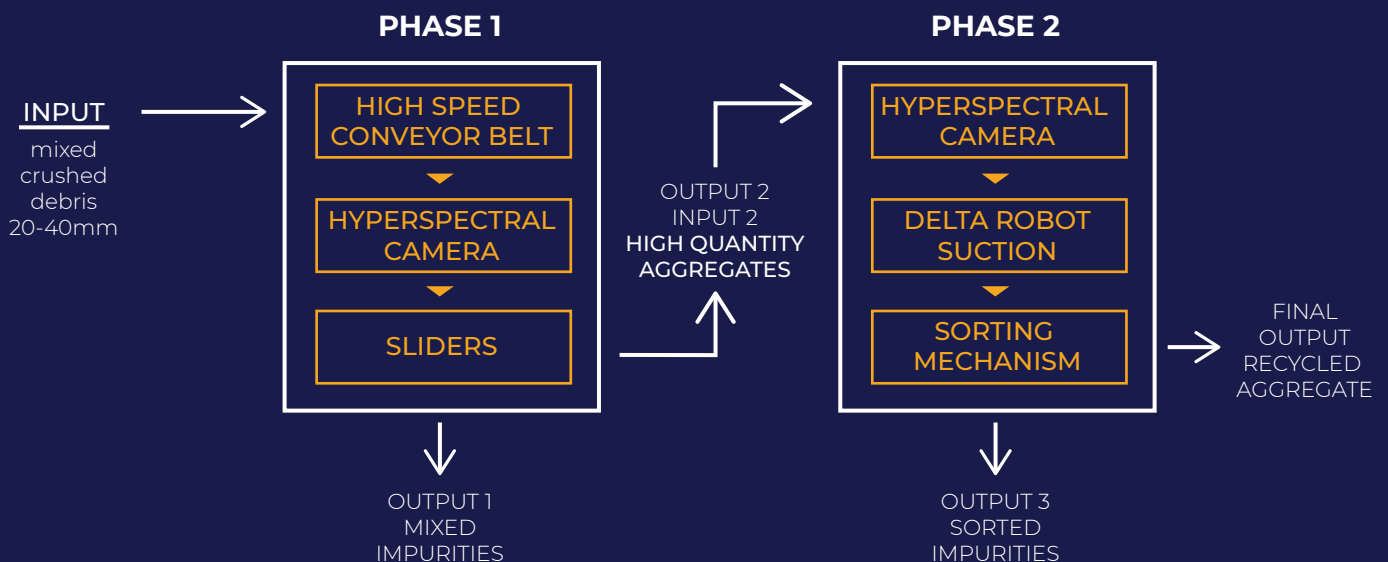 PHASE 1
PHASE 2
INPUT
mixed
crushed
debris
20-40mm
HIGH SPEED
CONVEYOR BELT
HYPERSPECTRAL
CAMERA
SLIDERS
OUTPUT 1
MIXED
IMPURITIES
OUTPUT 2
INPUT 2
HIGH QUANTITY
AGGREGATES
HYPERSPECTRAL
CAMERA
DELTA ROBOT
SUCTION
SORTING
MECHANISM
OUTPUT 3
SORTED
IMPURITIES
FINAL
OUTPUT
RECYCLED
AGGREGATE